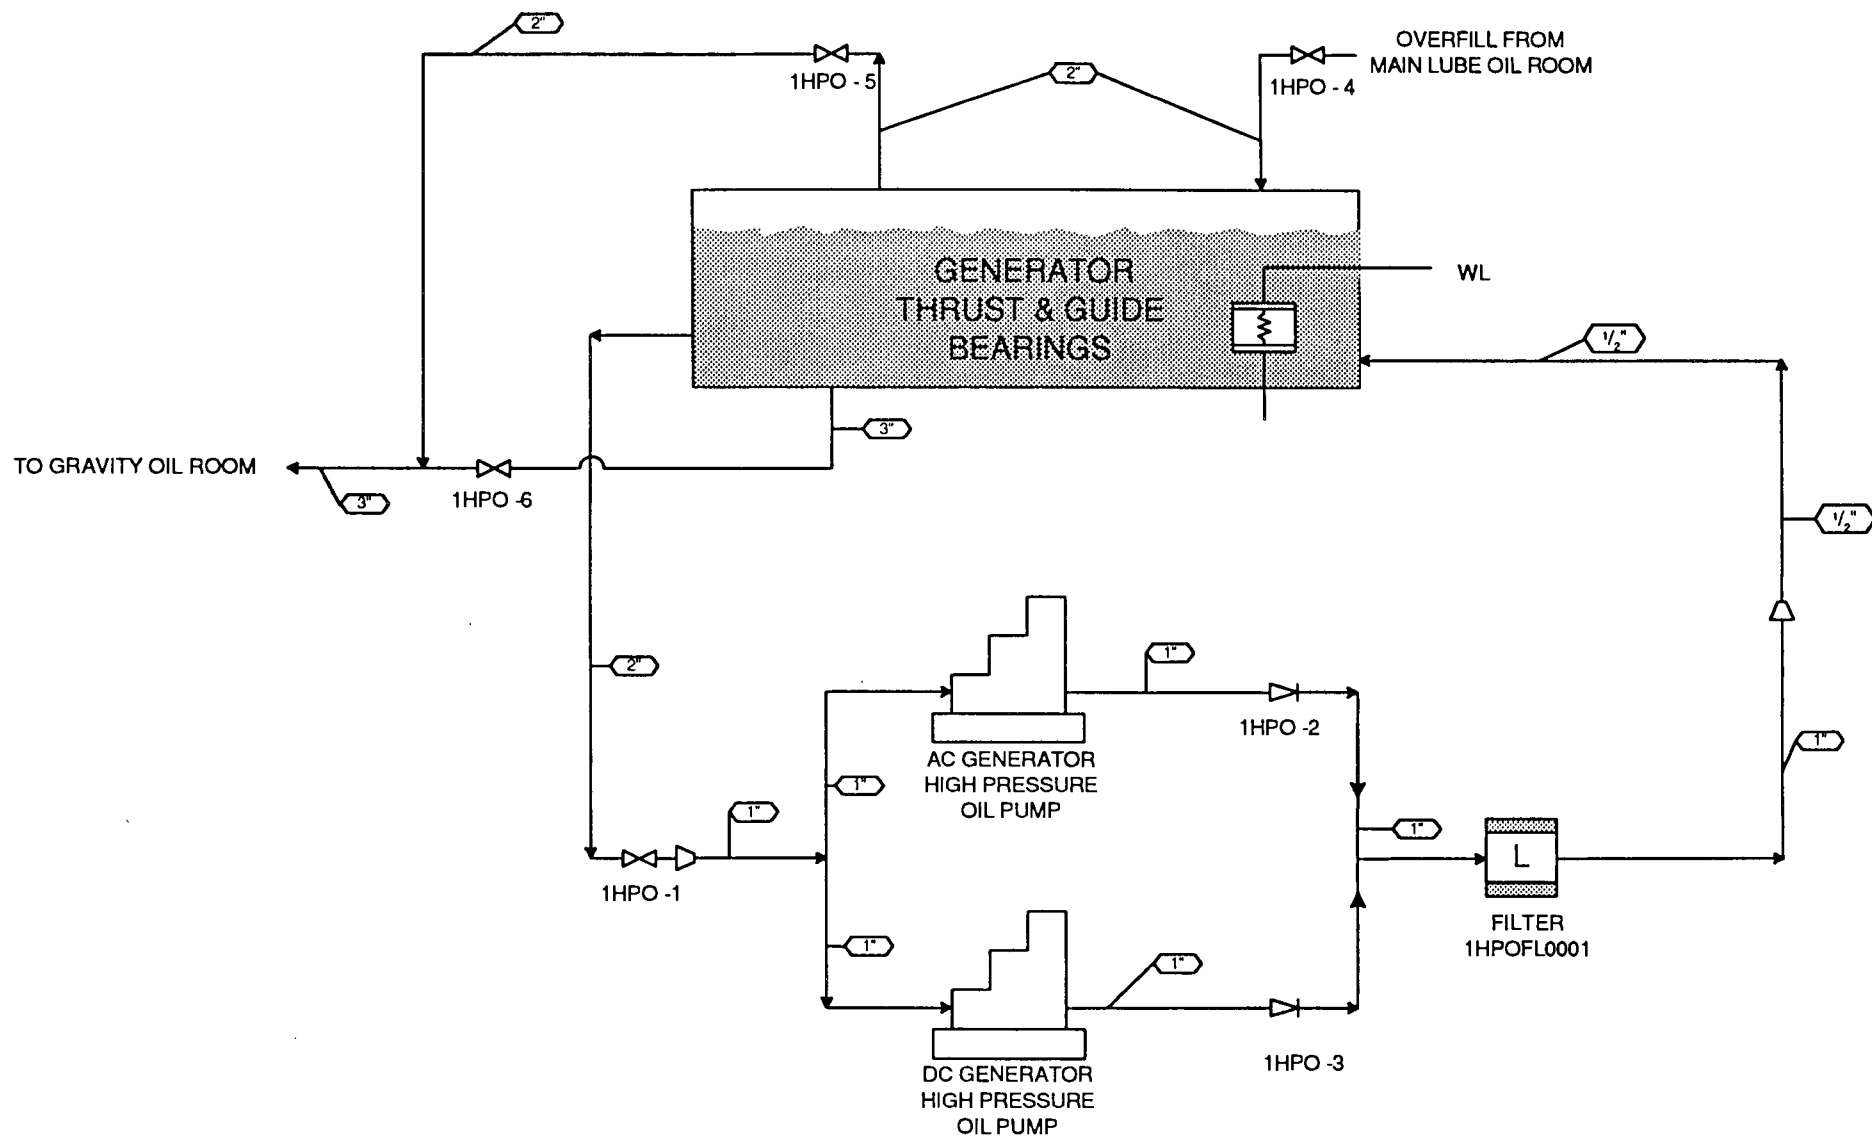 2"
OVERFILL FROM
MAIN LUBE OIL ROOM
1HPO - 5
2"
1HPO - 4
GENERATOR
THRUST & GUIDE
BEARINGS
WL
1/2"
3"
TO GRAVITY OIL ROOM
3"
1HPO -6
1/2"
2"
1"
1HPO -2
1"
AC GENERATOR
HIGH PRESSURE
OIL PUMP
1"
1"
1"
1HPO -1
L
FILTER
1HPOFL0001
1"
1"
1HPO -3
DC GENERATOR
HIGH PRESSURE
OIL PUMP